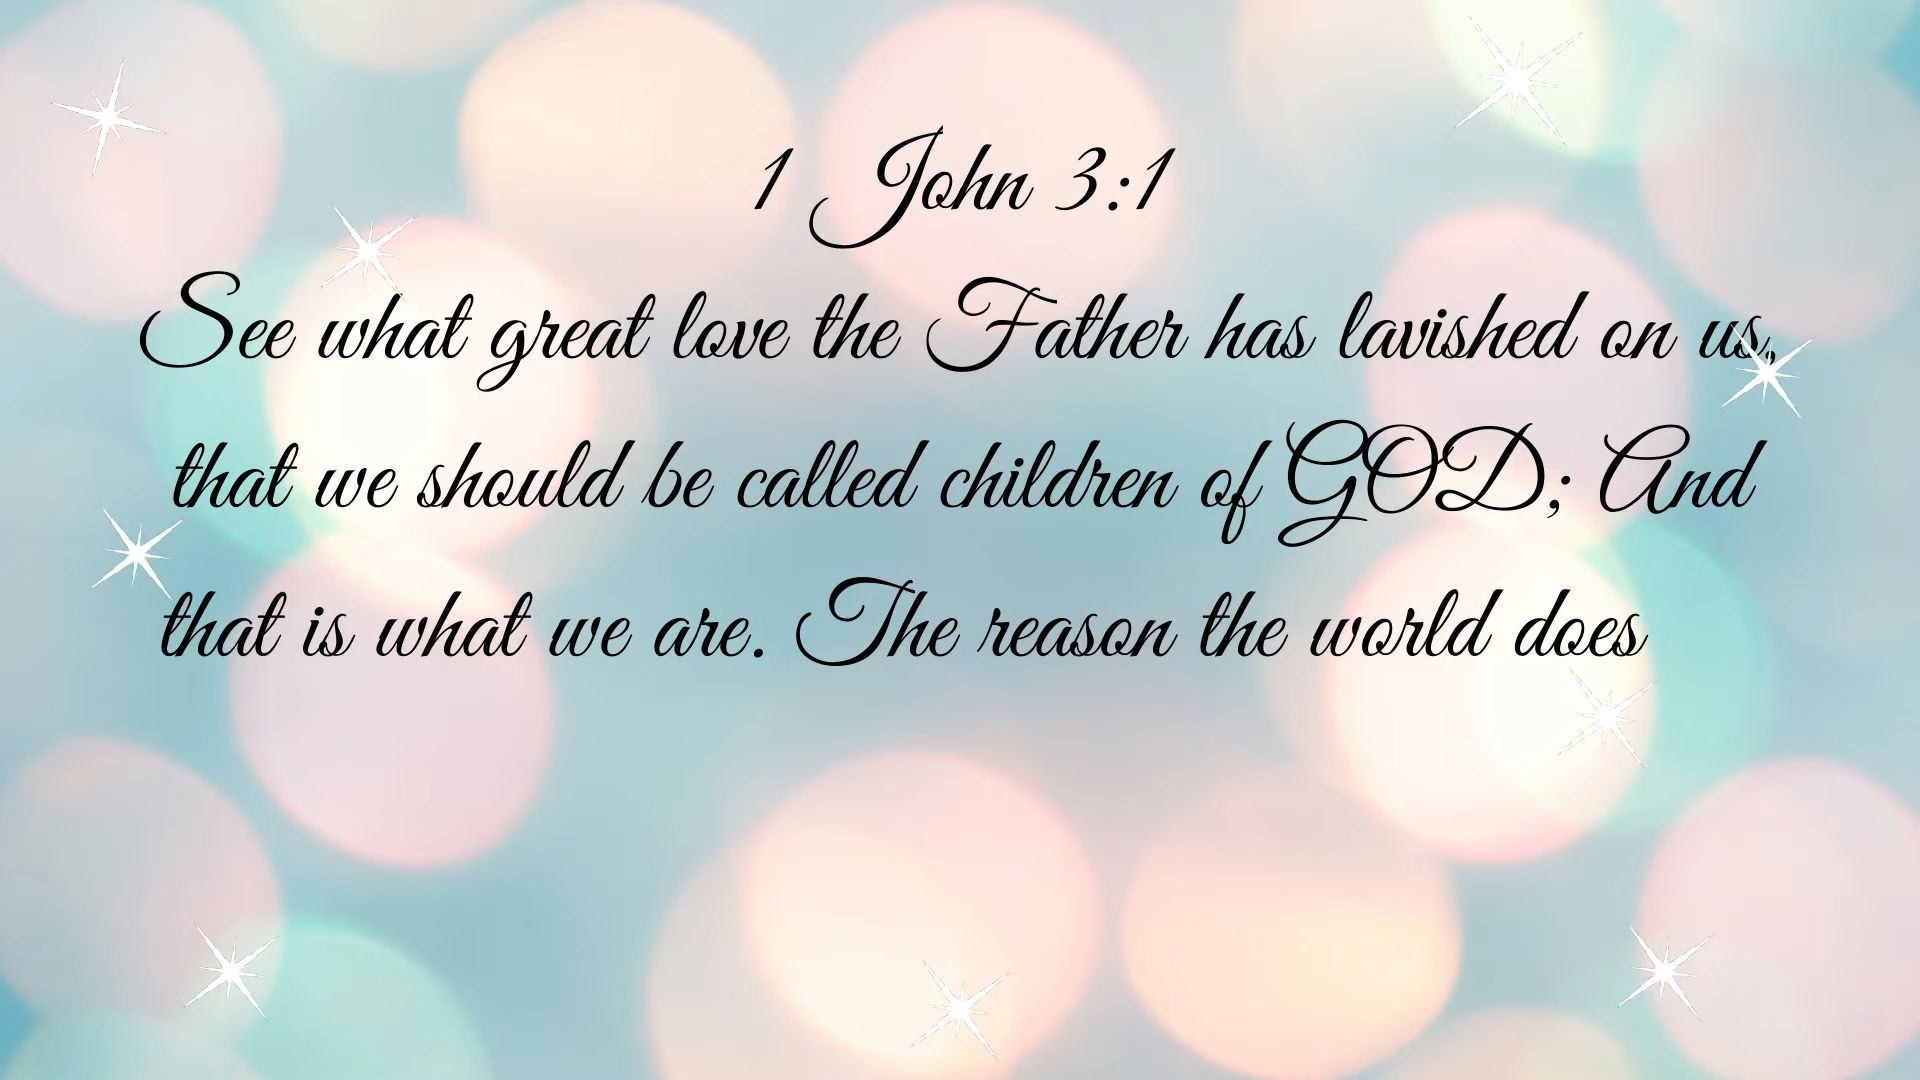 1 John 3:1
See what great love the Father has lavished on us,
that we should be called children of GOD; And
that is what we are. The reason the world does